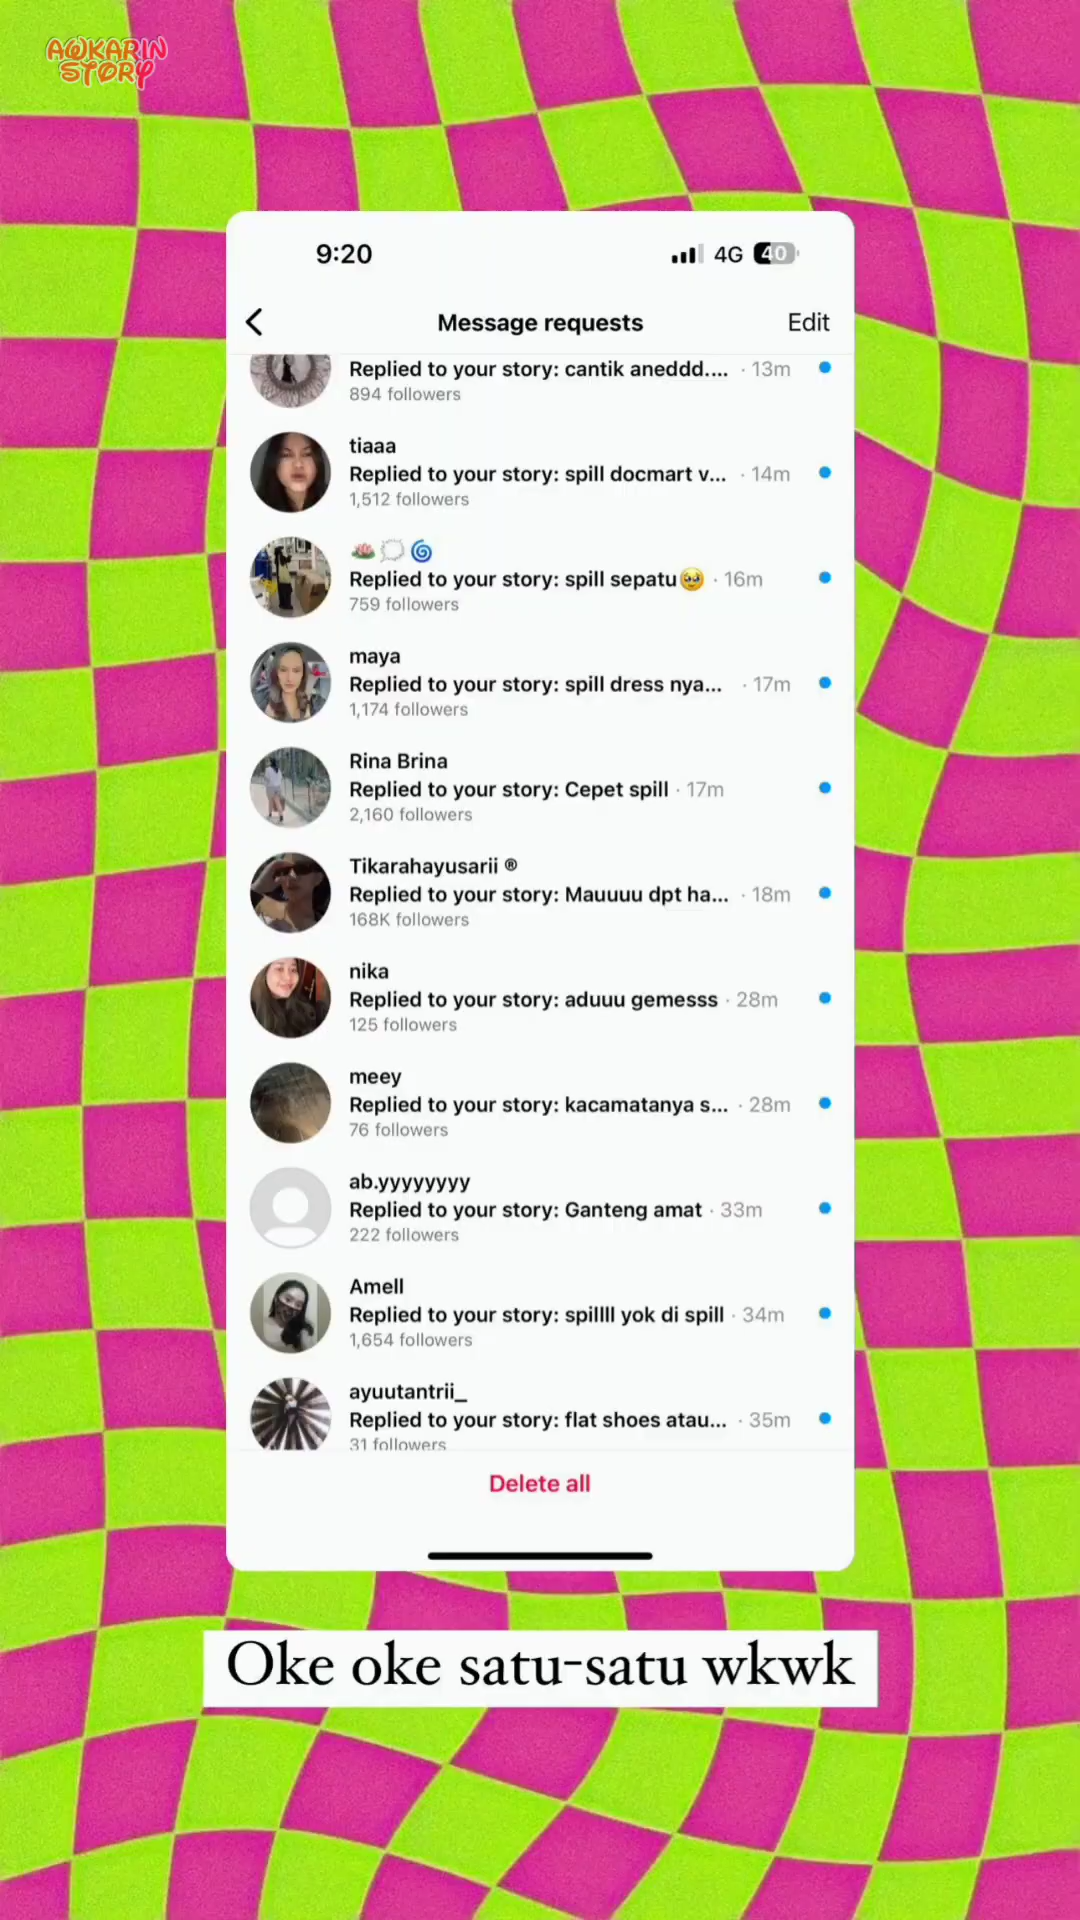 AWKARIN
STORY
9:20
4G 40
Message requests
Edit
Replied to your story: cantik aneddd.... · 13m
894 followers
tiaaa
Replied to your story: spill docmart v... · 14m
1,512 followers
🪷💭🌀
Replied to your story: spill sepatu🥹 · 16m
759 followers
maya
Replied to your story: spill dress nya... · 17m
1,174 followers
Rina Brina
Replied to your story: Cepet spill · 17m
2,160 followers
Tikarahayusarii ®
Replied to your story: Mauuuu dpt ha... · 18m
168K followers
nika
Replied to your story: aduuu gemesss · 28m
125 followers
meey
Replied to your story: kacamatanya s... · 28m
76 followers
ab.yyyyyyyy
Replied to your story: Ganteng amat · 33m
222 followers
Amell
Replied to your story: spillll yok di spill · 34m
1,654 followers
ayuutantrii_
Replied to your story: flat shoes atau... · 35m
31 followers
Delete all
Oke oke satu-satu wkwk